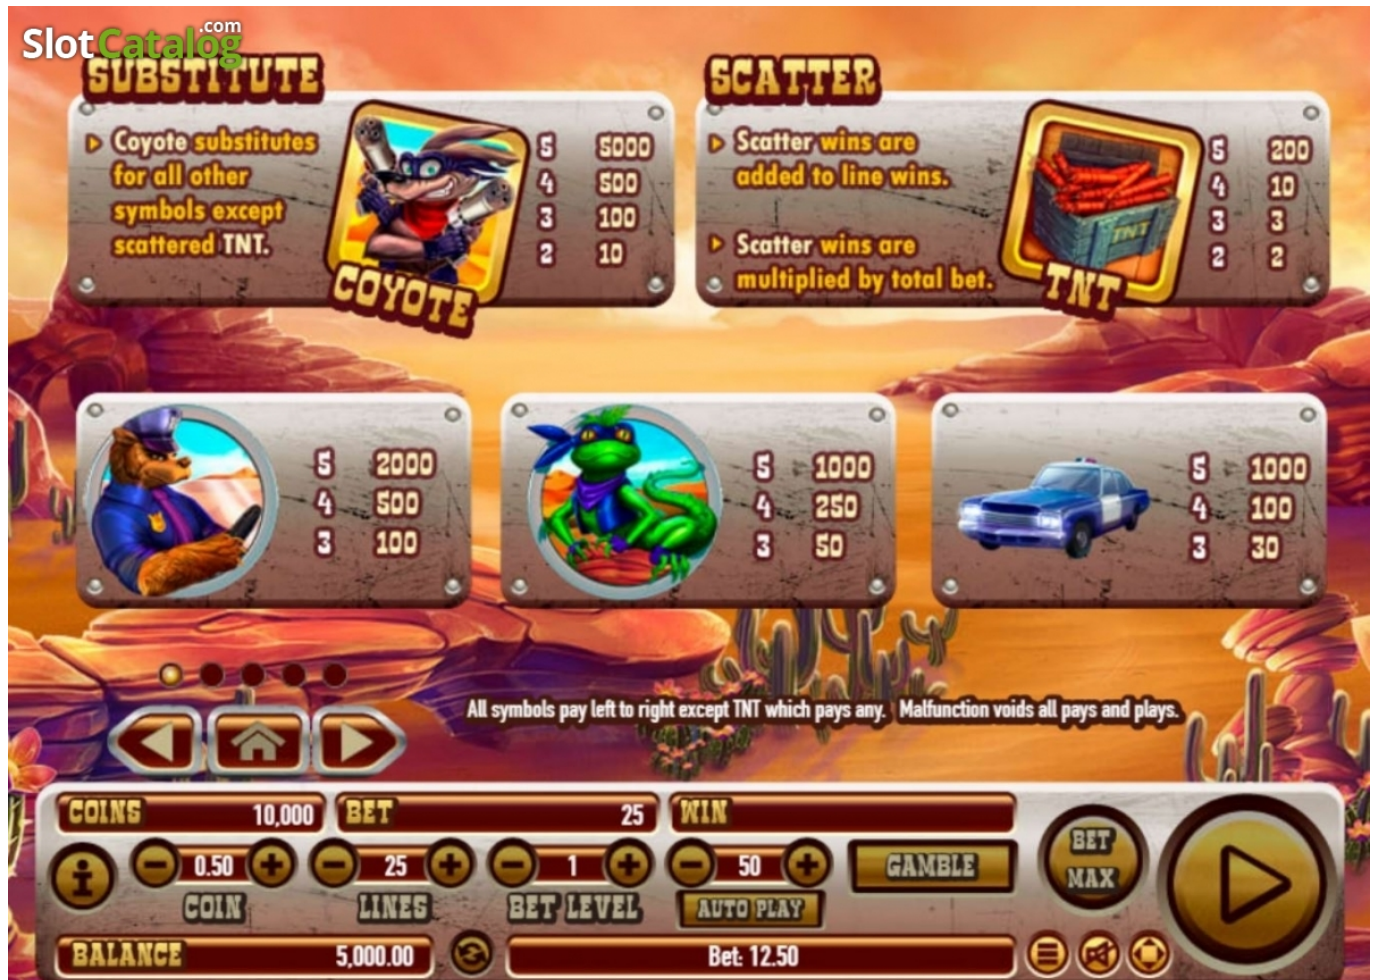 SlotCatalog.com
SUBSTITUTE
Coyote substitutes
for all other
symbols except
scattered TNT.
COYOTE
5 5000
4 500
3 100
2 10
SCATTER
Scatter wins are
added to line wins.
Scatter wins are
multiplied by total bet.
TNT
TNT
5 200
4 10
3 3
2 2
5 2000
4 500
3 100
5 1000
4 250
3 50
5 1000
4 100
3 30
All symbols pay left to right except TNT which pays any. Malfunction voids all pays and plays.
COINS 10,000 BET 25 WIN
0.50 25 1 50 GAMBLE
COIN LINES BET LEVEL AUTO PLAY
BET
MAX
BALANCE 5,000.00 Bet: 12.50